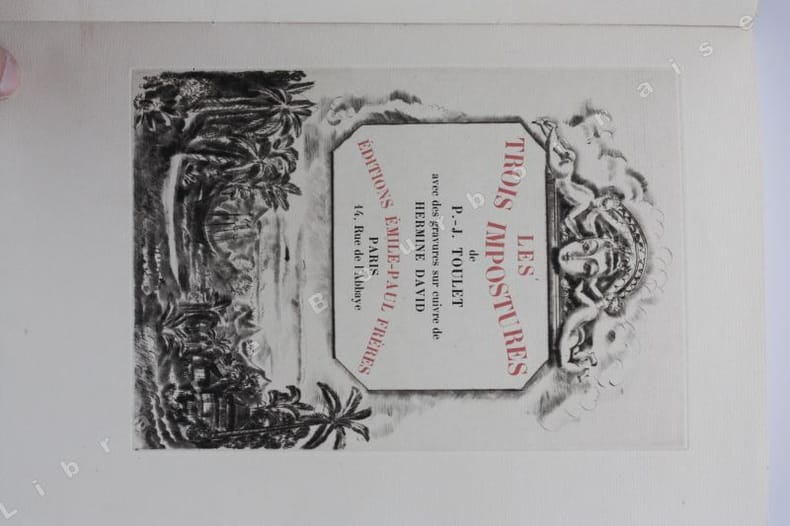 LES
TROIS IMPOSTURES
de
P.-J. TOULET
avec des gravures sur cuivre de
HERMINE DAVID
ÉDITIONS ÉMILE-PAUL FRÈRES
PARIS
14, Rue de l'Abbaye